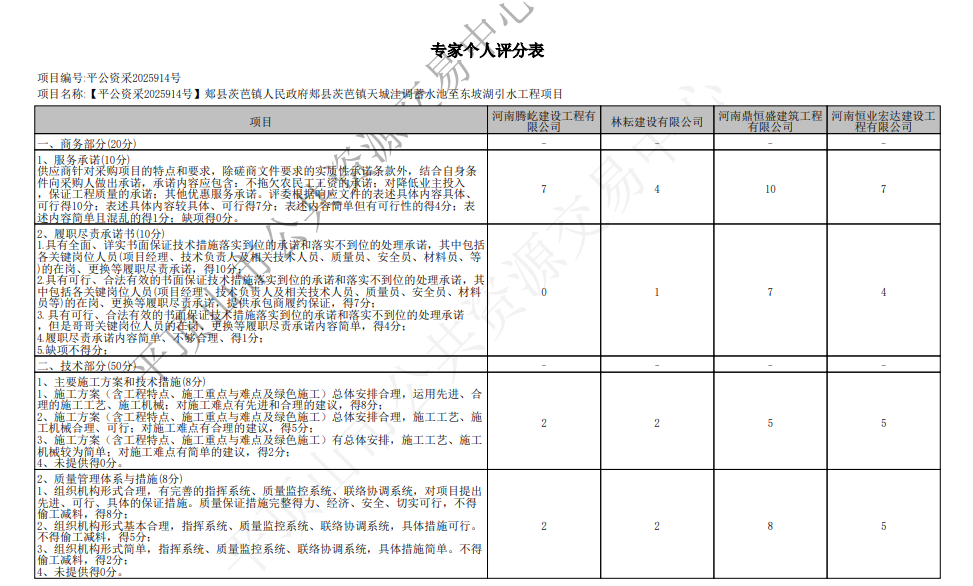 专家个人评分表
项目编号:平公资采2025914号
项目名称:【平公资采2025914号】郏县茨芭镇人民政府郏县茨芭镇天城洼调蓄水池至东坡湖引水工程项目
项目
河南腾屹建设工程有
限公司
林耘建设有限公司
河南鼎恒盛建筑工程
有限公司
河南恒业宏达建设工
程有限公司
一、商务部分(20分)
-
-
-
-
1、服务承诺(10分)
供应商针对采购项目的特点和要求,除磋商文件要求的实质性承诺条款外,结合自身条
件向采购人做出承诺,承诺内容应包含:不拖欠农民工工资的承诺;对降低业主投入
,保证工程质量的承诺;其他优惠服务承诺。评委根据响应文件的表述具体内容具体、
可行得10分;表述具体内容较具体、可行得7分;表述内容简单但有可行性的得4分;表
述内容简单且混乱的得1分;缺项得0分。
7
4
10
7
2、履职尽责承诺书(10分)
1.具有全面、详实书面保证技术措施落实到位的承诺和落实不到位的处理承诺,其中包括
各关键岗位人员(项目经理、技术负责人及相关技术人员、质量员、安全员、材料员、等
)的在岗、更换等履职尽责承诺,得10分;
2.具有可行、合法有效的书面保证技术措施落实到位的承诺和落实不到位的处理承诺,其
中包括各关键岗位人员(项目经理、技术负责人及相关技术人员、质量员、安全员、材料
员等)的在岗、更换等履职尽责承诺、提供承包商履约保证,得7分;
3.具有可行、合法有效的书面保证技术措施落实到位的承诺和落实不到位的处理承诺
,但是哥哥关键岗位人员的在岗、更换等履职尽责承诺内容简单,得4分;
4.履职尽责承诺内容简单、不够合理、得1分;
5.缺项不得分;
0
1
7
4
二、技术部分(50分)
-
-
-
-
1、主要施工方案和技术措施(8分)
1、施工方案(含工程特点、施工重点与难点及绿色施工)总体安排合理,运用先进、合
理的施工工艺、施工机械;对施工难点有先进和合理的建议,得8分;
2、施工方案(含工程特点、施工重点与难点及绿色施工)总体安排合理,施工工艺、施
工机械合理、可行;对施工难点有合理的建议,得5分;
3、施工方案(含工程特点、施工重点与难点及绿色施工)有总体安排,施工工艺、施工
机械较为简单;对施工难点有简单的建议,得2分;
4、未提供得0分。
2
2
5
5
2、质量管理体系与措施(8分)
1、组织机构形式合理,有完善的指挥系统、质量监控系统、联络协调系统,对项目提出
先进、可行、具体的保证措施。质量保证措施完整得力、经济、安全、切实可行,不得
偷工减料,得8分;
2、组织机构形式基本合理,指挥系统、质量监控系统、联络协调系统,具体措施可行。
不得偷工减料,得5分;
3、组织机构形式简单,指挥系统、质量监控系统、联络协调系统,具体措施简单。不得
偷工减料,得2分;
4、未提供得0分。
2
2
8
5
平顶山市公共资源交易中心
平顶山市公共资源交易中心